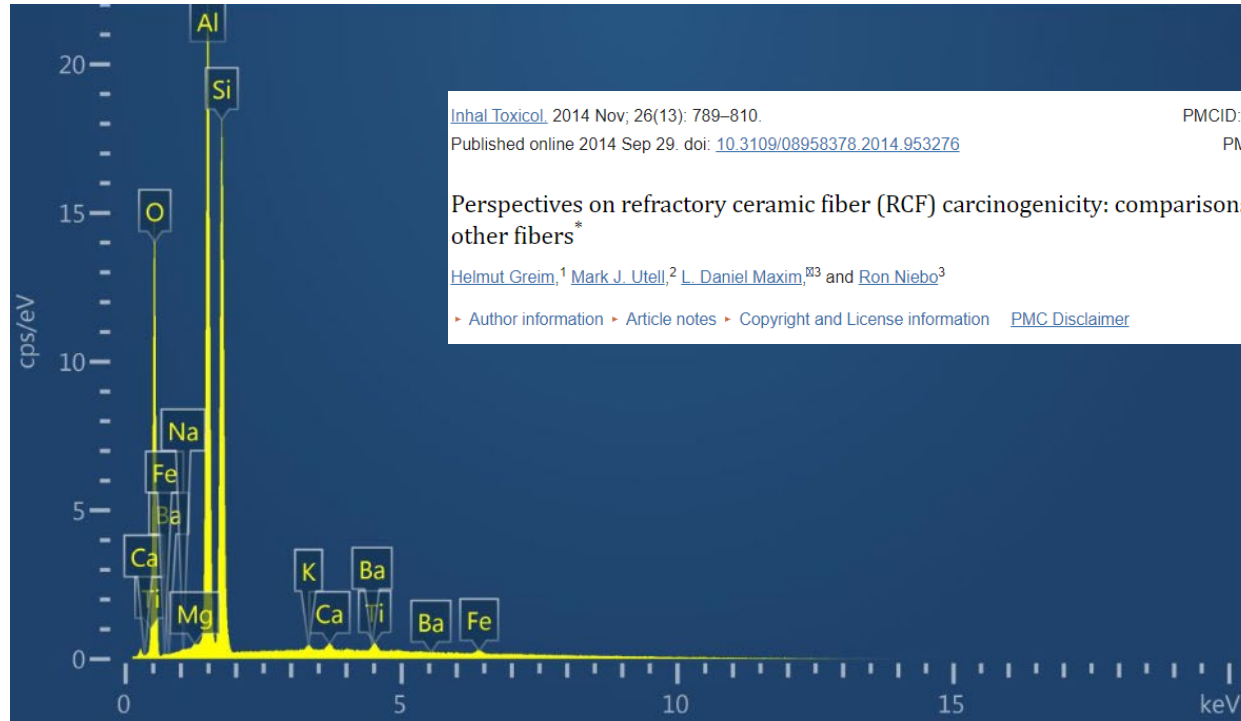 Al
20
Si
Inhal Toxicol. 2014 Nov; 26(13): 789–810. PMCID:
Published online 2014 Sep 29. doi: 10.3109/08958378.2014.953276 PM
15
O
Perspectives on refractory ceramic fiber (RCF) carcinogenicity: comparisons
other fibers*
Helmut Greim,1 Mark J. Utell,2 L. Daniel Maxim,✉3 and Ron Niebo3
▸ Author information ▸ Article notes ▸ Copyright and License information PMC Disclaimer
cps/eV
10
Na
Fe
5
Ba
Ca
K
Ba
Ti
Mg
Ca
Ti
Ba
Fe
0
0 5 10 15 keV